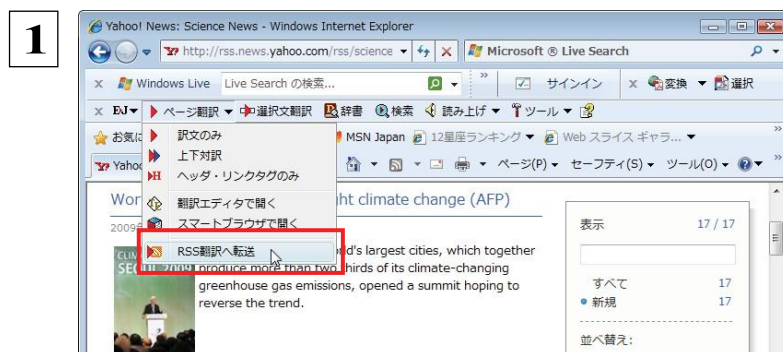 1
Yahoo! News: Science News - Windows Internet Explorer
http://rss.news.yahoo.com/rss/science
Microsoft ® Live Search
Windows Live
Live Search の検索...
サインイン
変換
選択
EJ
ページ翻訳
選択文翻訳
辞書
検索
読み上げ
ツール
お気に
訳文のみ
MSN Japan
12星座ランキング
Web スライス ギャラ...
上下対訳
Yahoo
ページ(P)
セーフティ(S)
ツール(O)
ヘッダ・リンクタグのみ
ht climate change (AFP)
翻訳エディタで開く
2009
スマートブラウザで開く
表示
17 / 17
RSS翻訳へ転送
d's largest cities, which together
SE 2009
produce more than two thirds of its climate-changing
greenhouse gas emissions, opened a summit hoping to
reverse the trend.
すべて
17
新規
17
並べ替え: